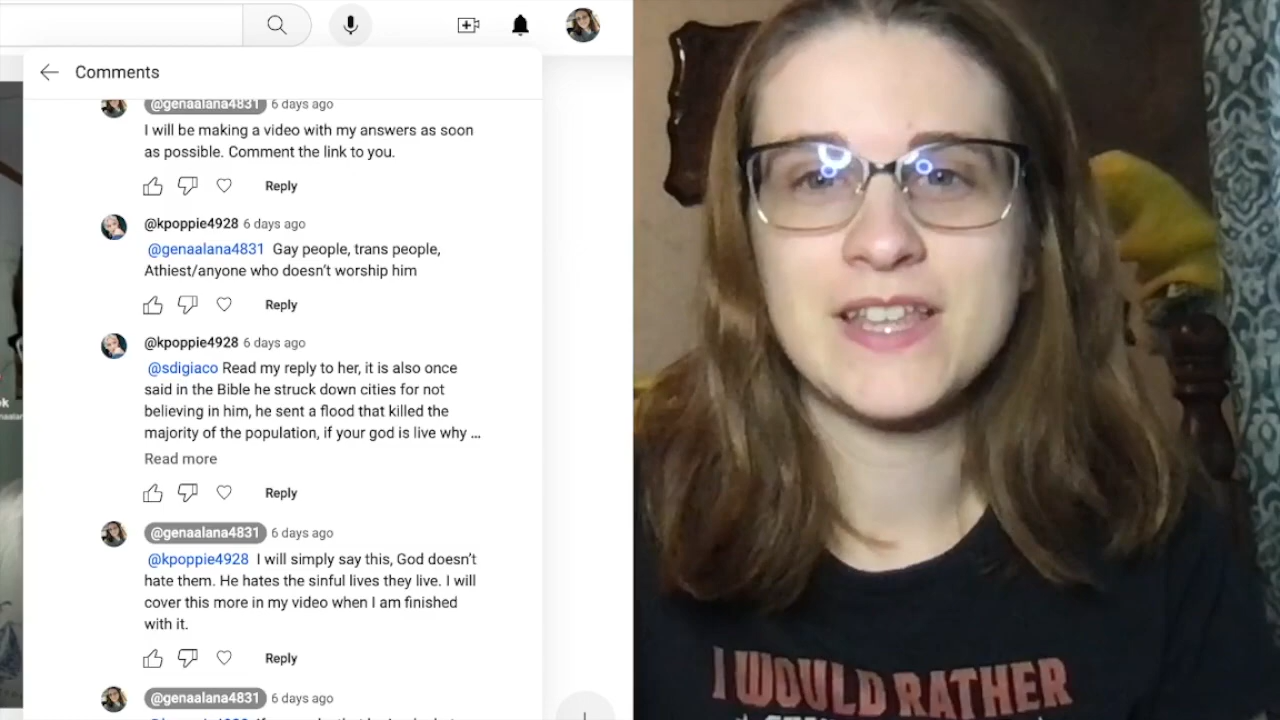 Comments
@genaalana4831 6 days ago
I will be making a video with my answers as soon
as possible. Comment the link to you.
Reply
@kpoppie4928 6 days ago
@genaalana4831 Gay people, trans people,
Athiest/anyone who doesn't worship him
Reply
@kpoppie4928 6 days ago
@sdigiaco Read my reply to her, it is also once
said in the Bible he struck down cities for not
believing in him, he sent a flood that killed the
majority of the population, if your god is live why ...
Read more
Reply
@genaalana4831 6 days ago
@kpoppie4928 I will simply say this, God doesn't
hate them. He hates the sinful lives they live. I will
cover this more in my video when I am finished
with it.
Reply
@genaalana4831 6 days ago
I WOULD RATHER